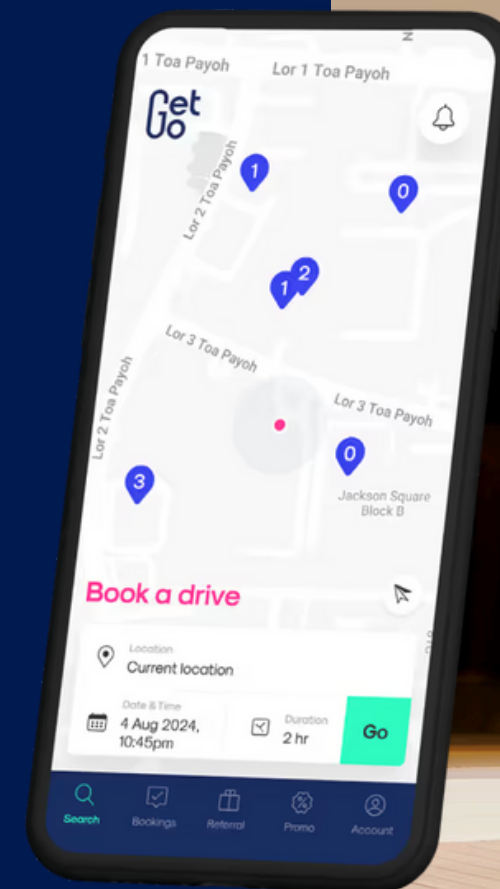 N
1 Toa Payoh
Lor 1 Toa Payoh
Get
Go
1
Lor 2 Toa Payoh
0
2
1
Lor 3 Toa Payoh
Lor 2 Toa Payoh
Lor 3 Toa Payoh
0
3
Jackson Square
Block B
Book a drive
Location
Current location
Date & Time
4 Aug 2024,
10:45pm
Duration
2 hr
Go
Search
Bookings
Referral
Promo
Account